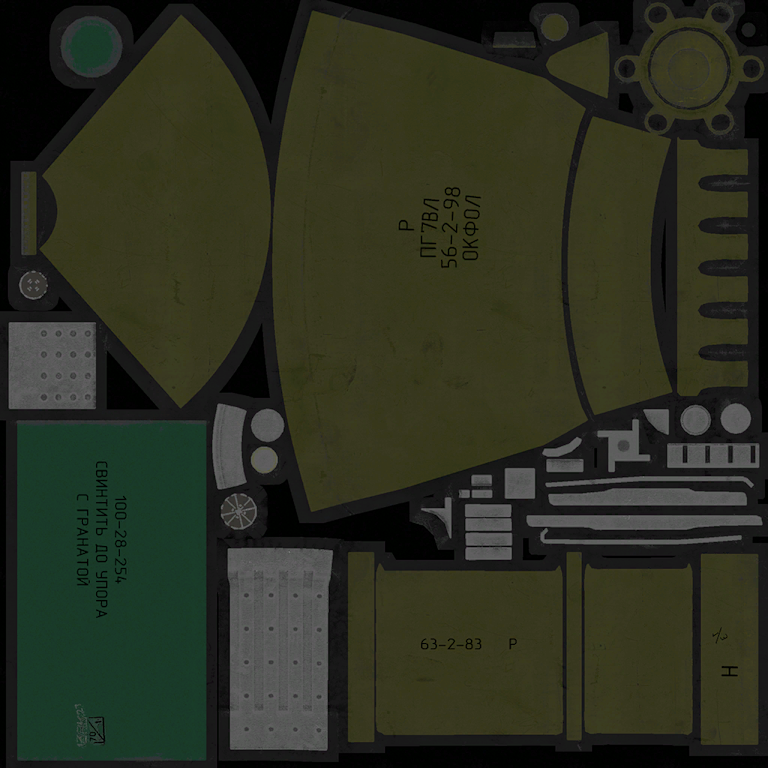 Р
ПГ7ВЛ
56-2-98
ОКФОЛ
100-28-254
СВИНТИТЬ ДО УПОРА
С ГРАНАТОЙ
63-2-83 Р
Н